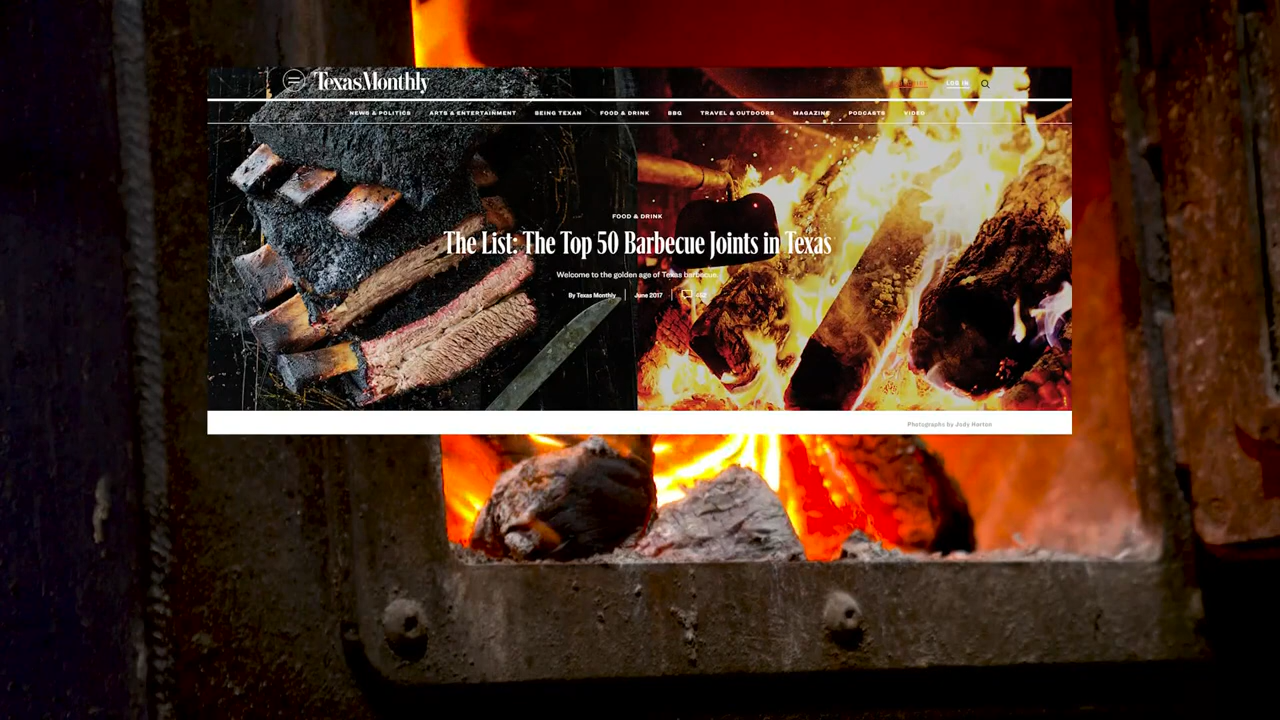 TexasMonthly
LOG IN
NEWS & POLITICS ARTS & ENTERTAINMENT BEING TEXAN FOOD & DRINK BBQ TRAVEL & OUTDOORS MAGAZINE PODCASTS VIDEO
FOOD & DRINK
The List: The Top 50 Barbecue Joints in Texas
Welcome to the golden age of Texas barbecue.
By Texas Monthly June 2017
Photographs by Jody Horton